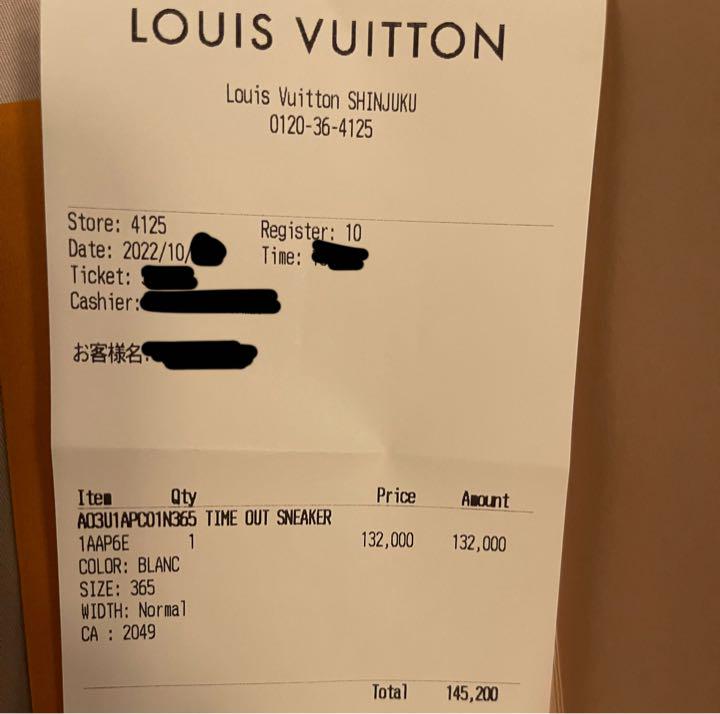 LOUIS VUITTON
Louis Vuitton SHINJUKU
0120-36-4125
Store: 4125 Register: 10
Date: 2022/10/ Time:
Ticket:
Cashier:
お客様名:
Item Qty Price Amount
A03U1APC01N365 TIME OUT SNEAKER
1AAP6E 1 132,000 132,000
COLOR: BLANC
SIZE: 365
WIDTH: Normal
CA : 2049
Total 145,200